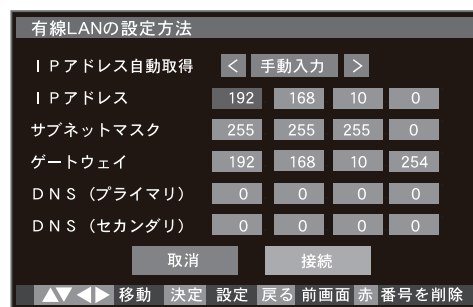 有線LANの設定方法
IPアドレス自動取得 < 手動入力 >
IPアドレス 192 168 10 0
サブネットマスク 255 255 255 0
ゲートウェイ 192 168 10 254
DNS（プライマリ） 0 0 0 0
DNS（セカンダリ） 0 0 0 0
取消 接続
▲▼◀▶ 移動 決定 設定 戻る 前画面 赤 番号を削除